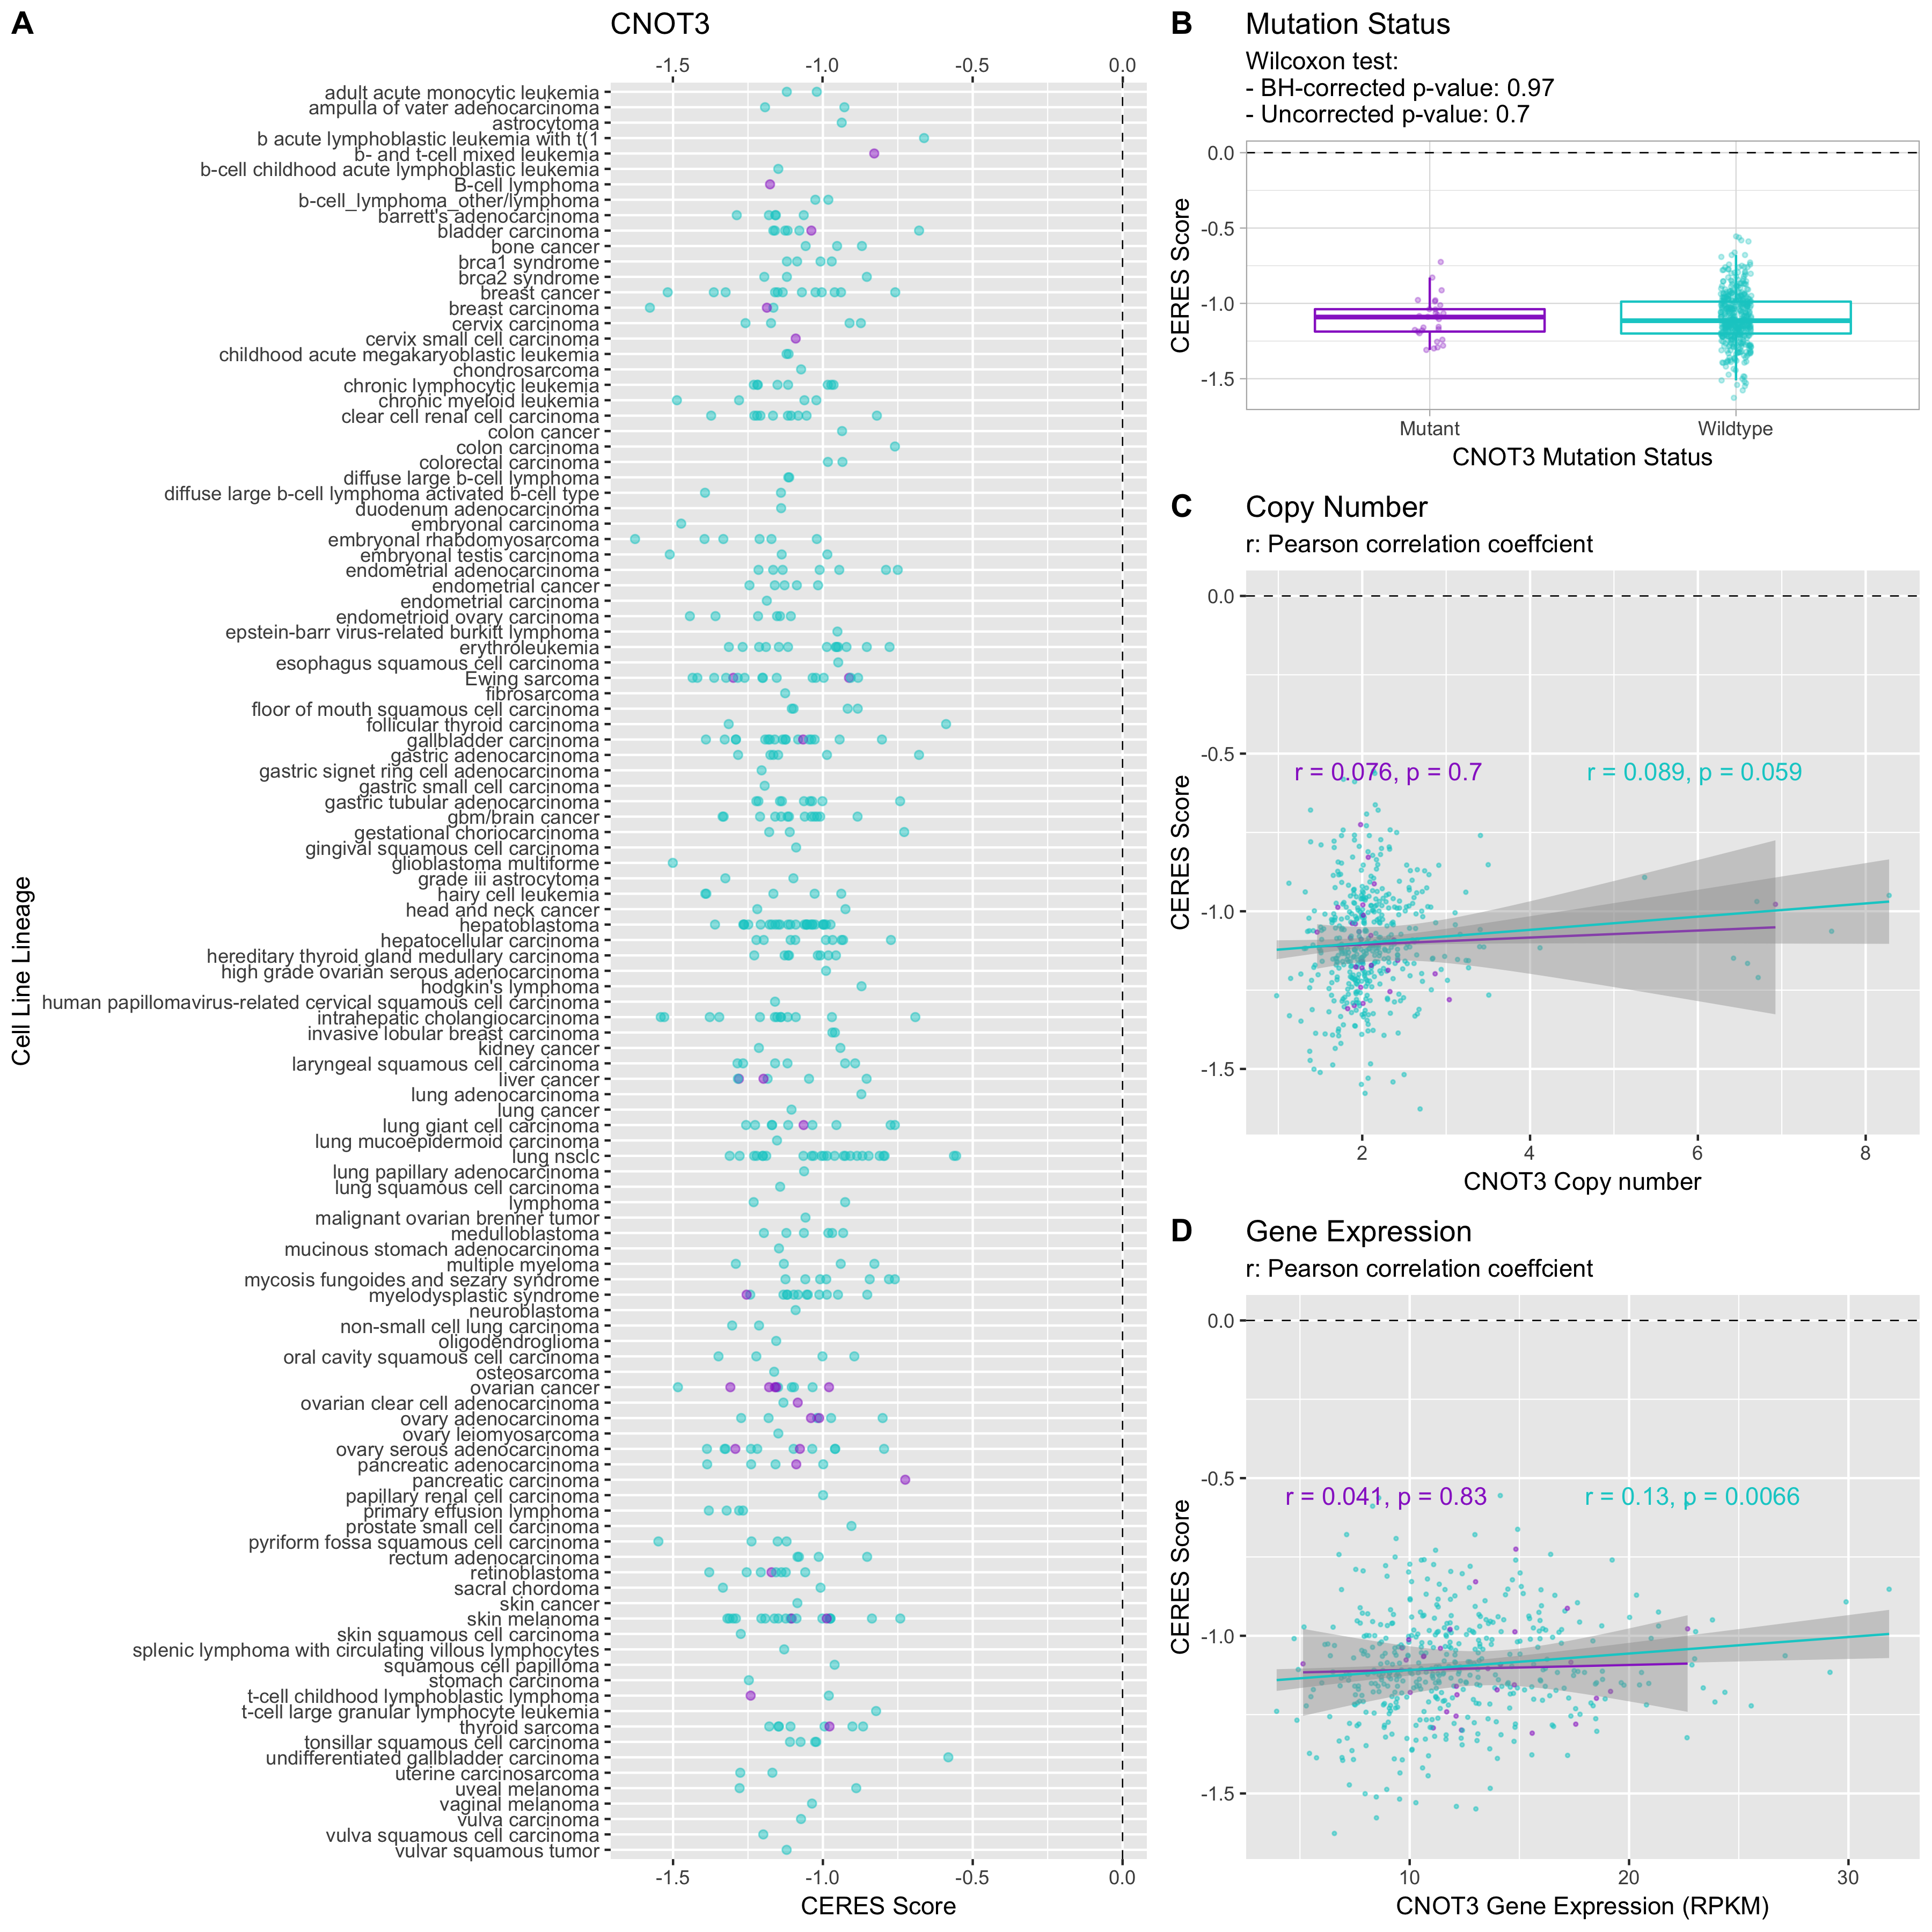 A
CNOT3
-1.5 -1.0 -0.5 0.0
Cell Line Lineage
adult acute monocytic leukemia
ampulla of vater adenocarcinoma
astrocytoma
b acute lymphoblastic leukemia with t(1
b- and t-cell mixed leukemia
b-cell childhood acute lymphoblastic leukemia
B-cell lymphoma
b-cell_lymphoma_other/lymphoma
barrett's adenocarcinoma
bladder carcinoma
bone cancer
brca1 syndrome
brca2 syndrome
breast cancer
breast carcinoma
cervix carcinoma
cervix small cell carcinoma
childhood acute megakaryoblastic leukemia
chondrosarcoma
chronic lymphocytic leukemia
chronic myeloid leukemia
clear cell renal cell carcinoma
colon cancer
colon carcinoma
colorectal carcinoma
diffuse large b-cell lymphoma
diffuse large b-cell lymphoma activated b-cell type
duodenum adenocarcinoma
embryonal carcinoma
embryonal rhabdomyosarcoma
embryonal testis carcinoma
endometrial adenocarcinoma
endometrial cancer
endometrial carcinoma
endometrioid ovary carcinoma
epstein-barr virus-related burkitt lymphoma
erythroleukemia
esophagus squamous cell carcinoma
Ewing sarcoma
fibrosarcoma
floor of mouth squamous cell carcinoma
follicular thyroid carcinoma
gallbladder carcinoma
gastric adenocarcinoma
gastric signet ring cell adenocarcinoma
gastric small cell carcinoma
gastric tubular adenocarcinoma
gbm/brain cancer
gestational choriocarcinoma
gingival squamous cell carcinoma
glioblastoma multiforme
grade iii astrocytoma
hairy cell leukemia
head and neck cancer
hepatoblastoma
hepatocellular carcinoma
hereditary thyroid gland medullary carcinoma
high grade ovarian serous adenocarcinoma
hodgkin's lymphoma
human papillomavirus-related cervical squamous cell carcinoma
intrahepatic cholangiocarcinoma
invasive lobular breast carcinoma
kidney cancer
laryngeal squamous cell carcinoma
liver cancer
lung adenocarcinoma
lung cancer
lung giant cell carcinoma
lung mucoepidermoid carcinoma
lung nsclc
lung papillary adenocarcinoma
lung squamous cell carcinoma
lymphoma
malignant ovarian brenner tumor
medulloblastoma
mucinous stomach adenocarcinoma
multiple myeloma
mycosis fungoides and sezary syndrome
myelodysplastic syndrome
neuroblastoma
non-small cell lung carcinoma
oligodendroglioma
oral cavity squamous cell carcinoma
osteosarcoma
ovarian cancer
ovarian clear cell adenocarcinoma
ovary adenocarcinoma
ovary leiomyosarcoma
ovary serous adenocarcinoma
pancreatic adenocarcinoma
pancreatic carcinoma
papillary renal cell carcinoma
primary effusion lymphoma
prostate small cell carcinoma
pyriform fossa squamous cell carcinoma
rectum adenocarcinoma
retinoblastoma
sacral chordoma
skin cancer
skin melanoma
skin squamous cell carcinoma
splenic lymphoma with circulating villous lymphocytes
squamous cell papilloma
stomach carcinoma
t-cell childhood lymphoblastic lymphoma
t-cell large granular lymphocyte leukemia
thyroid sarcoma
tonsillar squamous cell carcinoma
undifferentiated gallbladder carcinoma
uterine carcinosarcoma
uveal melanoma
vaginal melanoma
vulva carcinoma
vulva squamous cell carcinoma
vulvar squamous tumor
-1.5 -1.0 -0.5 0.0
CERES Score
B
Mutation Status
Wilcoxon test:
- BH-corrected p-value: 0.97
- Uncorrected p-value: 0.7
CERES Score
0.0
-0.5
-1.0
-1.5
Mutant Wildtype
CNOT3 Mutation Status
C
Copy Number
r: Pearson correlation coeffcient
CERES Score
0.0
-0.5
-1.0
-1.5
r = 0.076, p = 0.7
r = 0.089, p = 0.059
2 4 6 8
CNOT3 Copy number
D
Gene Expression
r: Pearson correlation coeffcient
CERES Score
0.0
-0.5
-1.0
-1.5
r = 0.041, p = 0.83
r = 0.13, p = 0.0066
10 20 30
CNOT3 Gene Expression (RPKM)